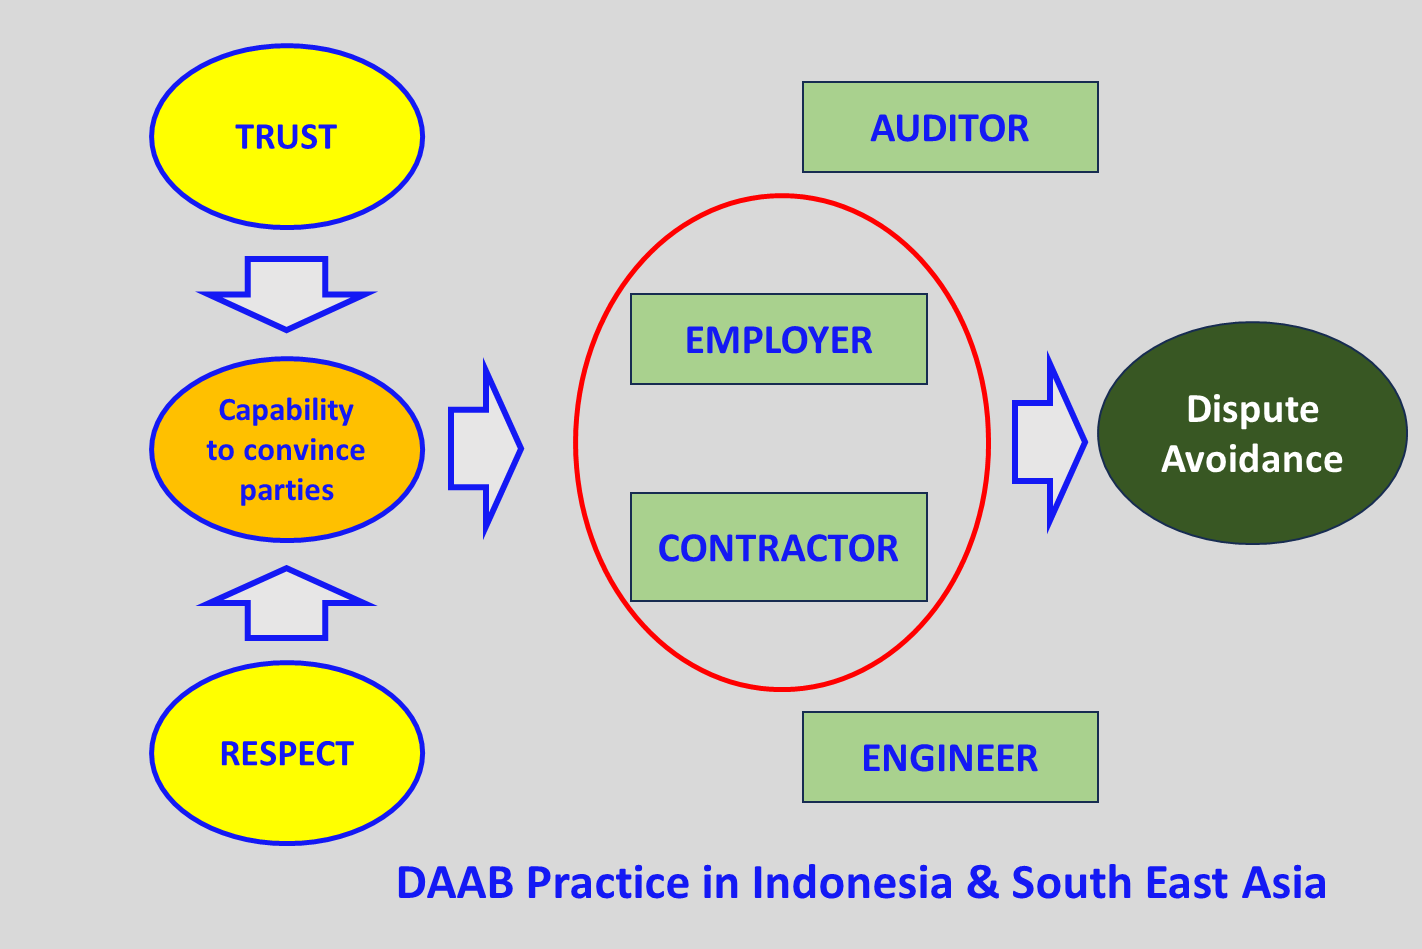 TRUST
Capability
to convince
parties
RESPECT
AUDITOR
EMPLOYER
CONTRACTOR
ENGINEER
Dispute
Avoidance
DAAB Practice in Indonesia & South East Asia